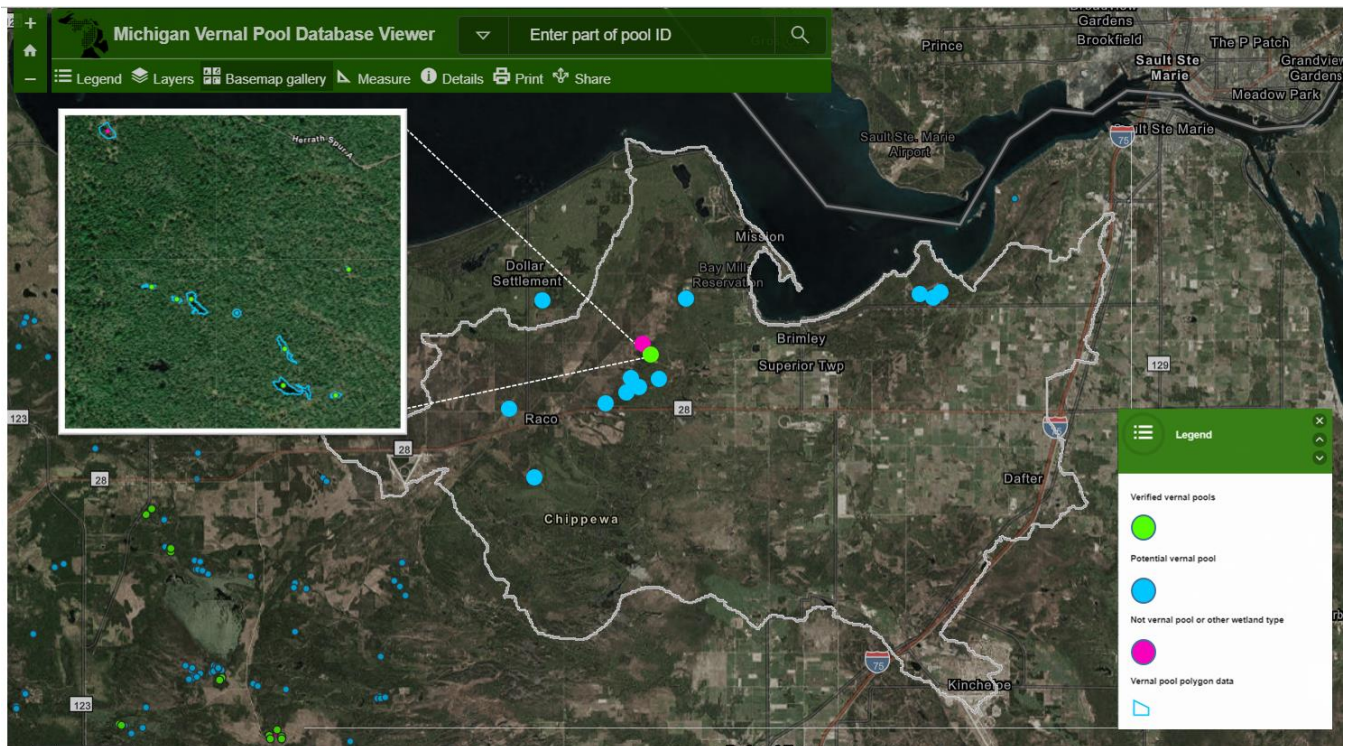 Michigan Vernal Pool Database Viewer
Enter part of pool ID
Legend Layers Basemap gallery Measure Details Print Share
Gardens
Brookfield
The P Patch
Prince
Sault Ste
Marie
Grandview
Gardens
Meadow Park
Sault Ste. Marie
Airport
75
Sault Ste Marie
Herrath Spur A
Mission
Dollar
Settlement
Bay Mills
Reservation
Brimley
Superior Twp
129
123
Raco
28
28
75
28
Dafter
Chippewa
123
75
Kincheloe
Legend
Verified vernal pools
Potential vernal pool
Not vernal pool or other wetland type
Vernal pool polygon data